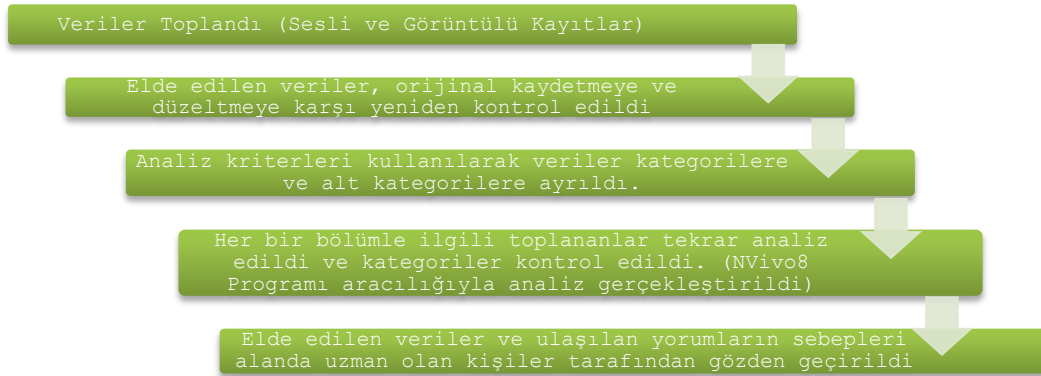 Veriler Toplandı (Sesli ve Görüntülü Kayıtlar)
Elde edilen veriler, orijinal kaydetmeye ve
düzeltmeye karşı yeniden kontrol edildi
Analiz kriterleri kullanılarak veriler kategorilere
ve alt kategorilere ayrıldı.
Her bir bölümle ilgili toplananlar tekrar analiz
edildi ve kategoriler kontrol edildi. (NVivo8
Programı aracılığıyla analiz gerçekleştirildi)
Elde edilen veriler ve ulaşılan yorumların sebepleri
alanda uzman olan kişiler tarafından gözden geçirildi